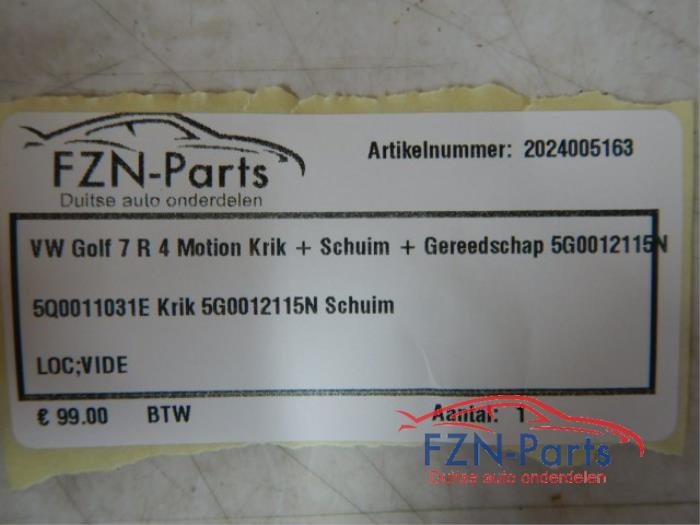 FZN-Parts
Duitse auto onderdelen
Artikelnummer: 2024005163
VW Golf 7 R 4 Motion Krik + Schuim + Gereedschap 5G0012115N
5Q0011031E Krik 5G0012115N Schuim
LOC;VIDE
€ 99.00 BTW Aantal: 1
FZN-Parts
Duitse auto onderdelen